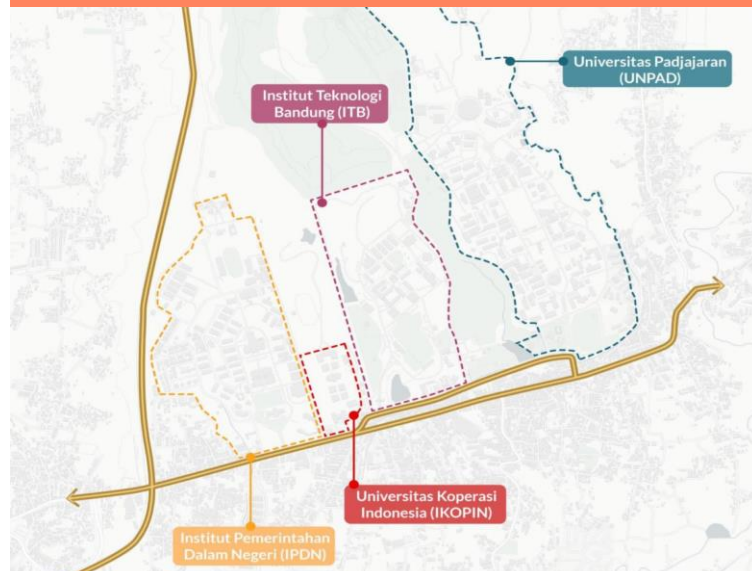 Universitas Padjajaran
(UNPAD)
Institut Teknologi
Bandung (ITB)
Universitas Koperasi
Indonesia (IKOPIN)
Institut Pemerintahan
Dalam Negeri (IPDN)